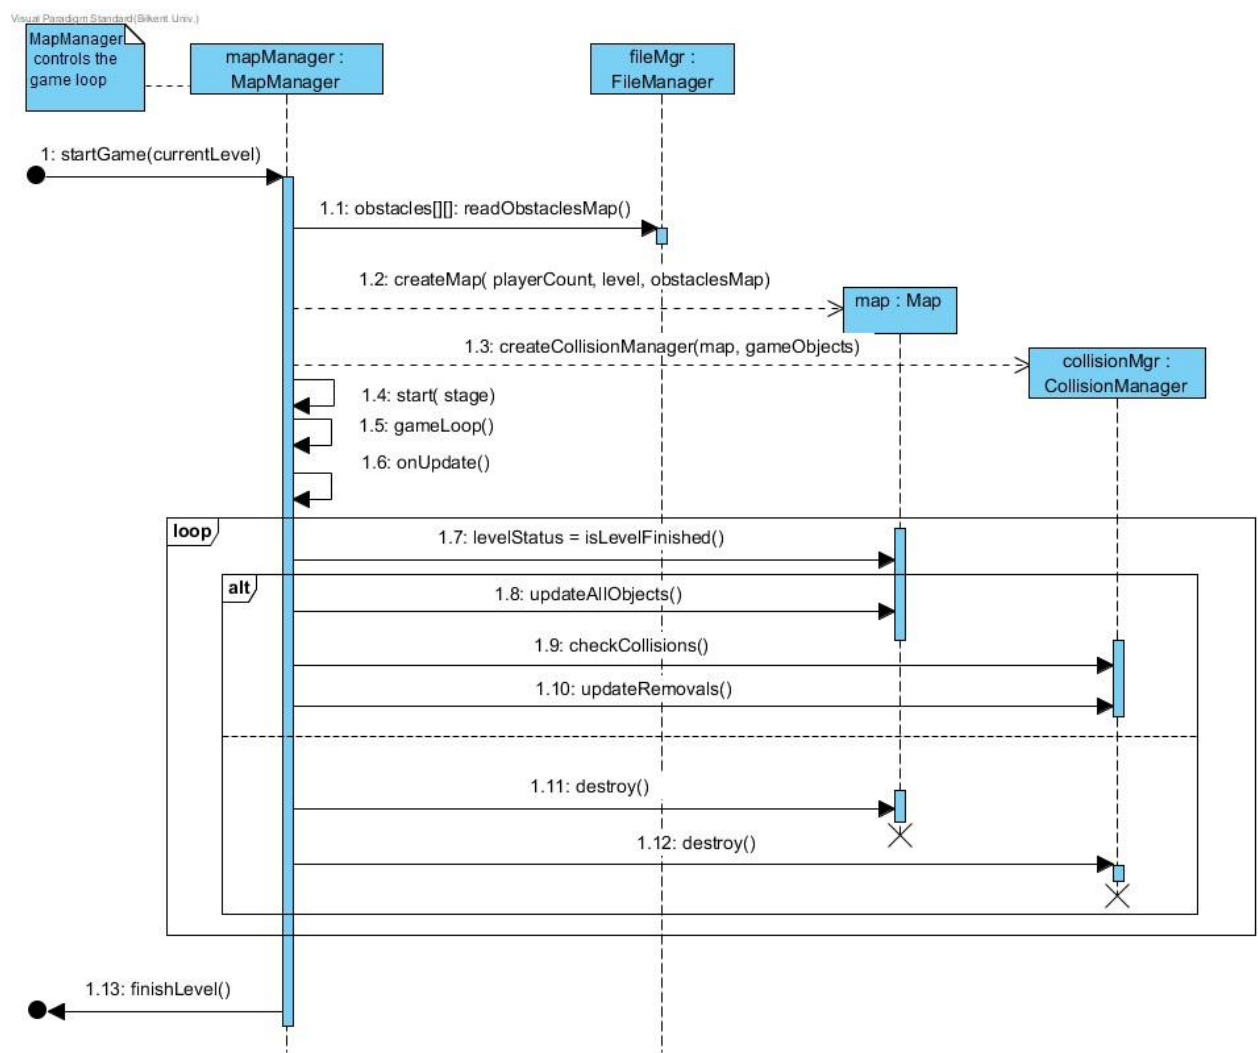 Visual Paradigm Standard(Bilkent Univ.)
MapManager
controls the
game loop
mapManager :
MapManager
fileMgr :
FileManager
1: startGame(currentLevel)
1.1: obstacles[][]: readObstaclesMap()
1.2: createMap( playerCount, level, obstaclesMap)
map : Map
1.3: createCollisionManager(map, gameObjects)
collisionMgr :
CollisionManager
1.4: start( stage)
1.5: gameLoop()
1.6: onUpdate()
loop
1.7: levelStatus = isLevelFinished()
alt
1.8: updateAllObjects()
1.9: checkCollisions()
1.10: updateRemovals()
1.11: destroy()
1.12: destroy()
1.13: finishLevel()